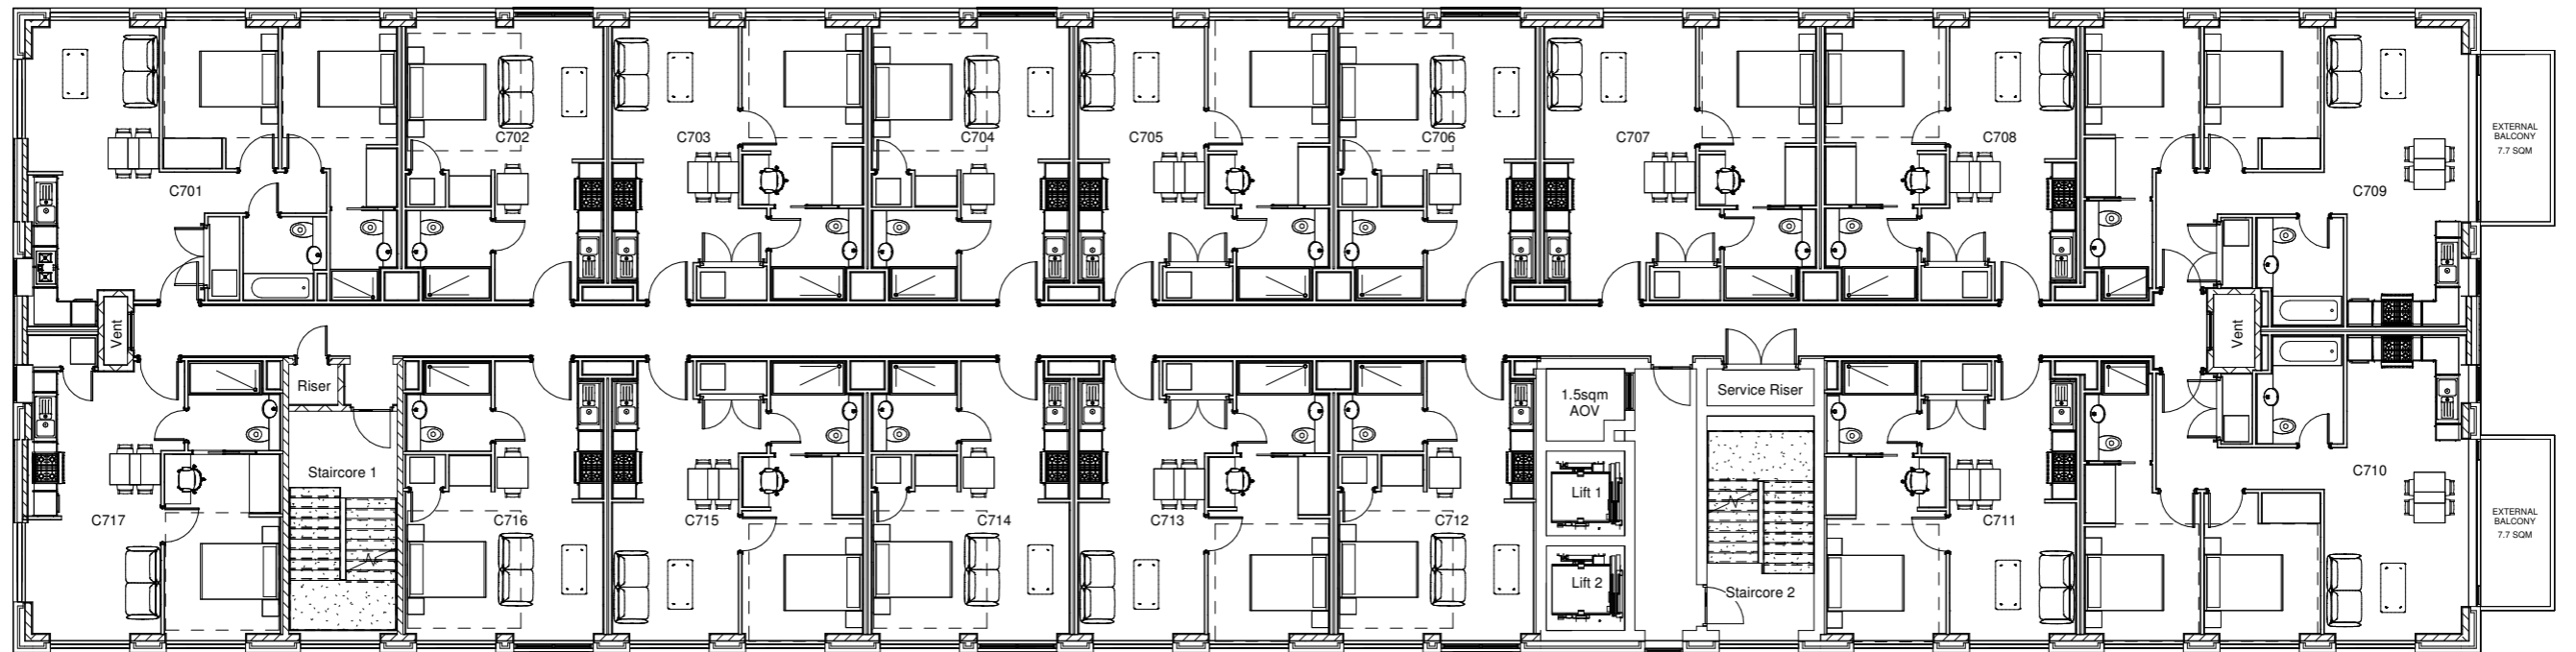 C702
C703
C704
C705
C706
C707
C708
EXTERNAL
BALCONY
7.7 SQM
C701
C709
Vent
Vent
Riser
Service Riser
1.5sqm
AOV
Staircore 1
C710
Lift 1
C717
C716
C715
C714
C713
C712
C711
EXTERNAL
BALCONY
7.7 SQM
Lift 2
Staircore 2